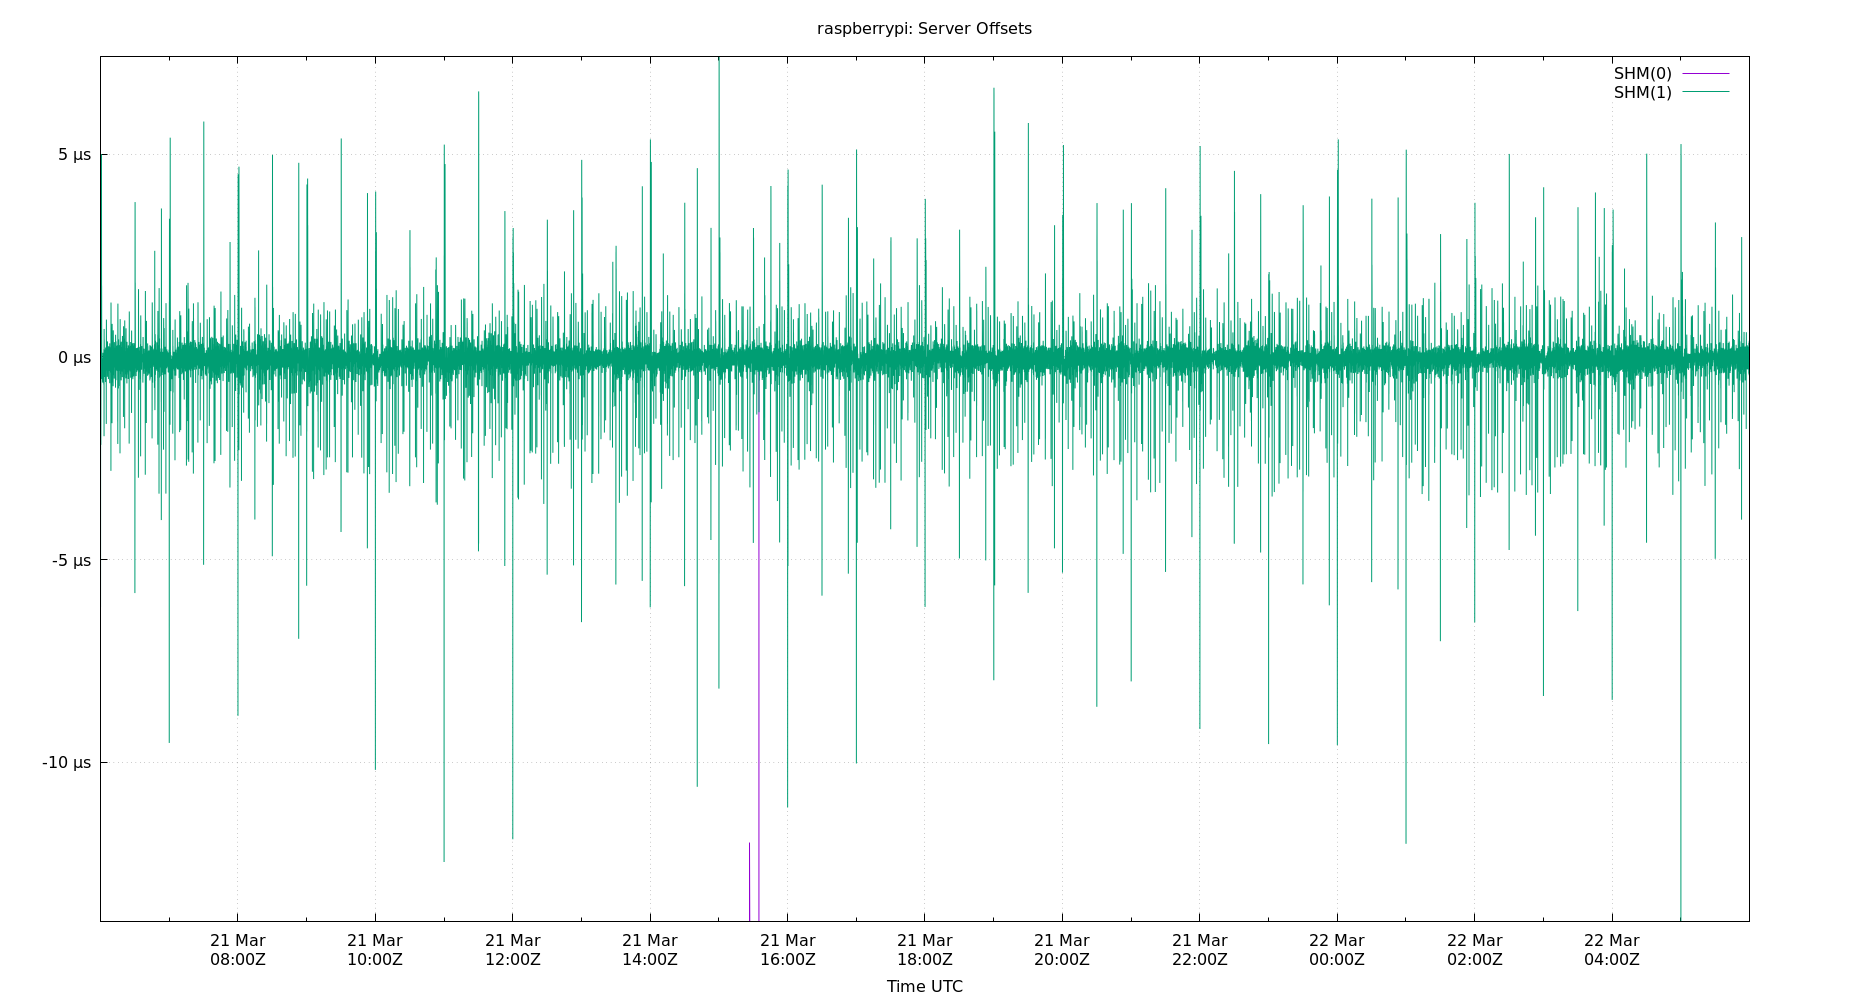 raspberrypi: Server Offsets
SHM(0)
SHM(1)
5 µs
0 µs
-5 µs
-10 µs
21 Mar 21 Mar 21 Mar 21 Mar 21 Mar 21 Mar 21 Mar 21 Mar 22 Mar 22 Mar 22 Mar
08:00Z 10:00Z 12:00Z 14:00Z 16:00Z 18:00Z 20:00Z 22:00Z 00:00Z 02:00Z 04:00Z
Time UTC